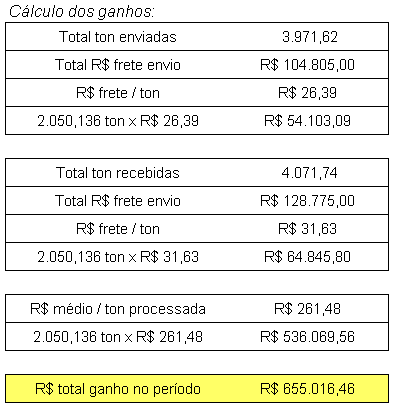 Cálculo dos ganhos:
Total ton enviadas 3.971,62
Total R$ frete envio R$ 104.805,00
R$ frete / ton R$ 26,39
2.050,136 ton x R$ 26,39 R$ 54.103,09
Total ton recebidas 4.071,74
Total R$ frete envio R$ 128.775,00
R$ frete / ton R$ 31,63
2.050,136 ton x R$ 31,63 R$ 64.845,80
R$ médio / ton processada R$ 261,48
2.050,136 ton x R$ 261,48 R$ 536.069,56
R$ total ganho no período R$ 655.016,46